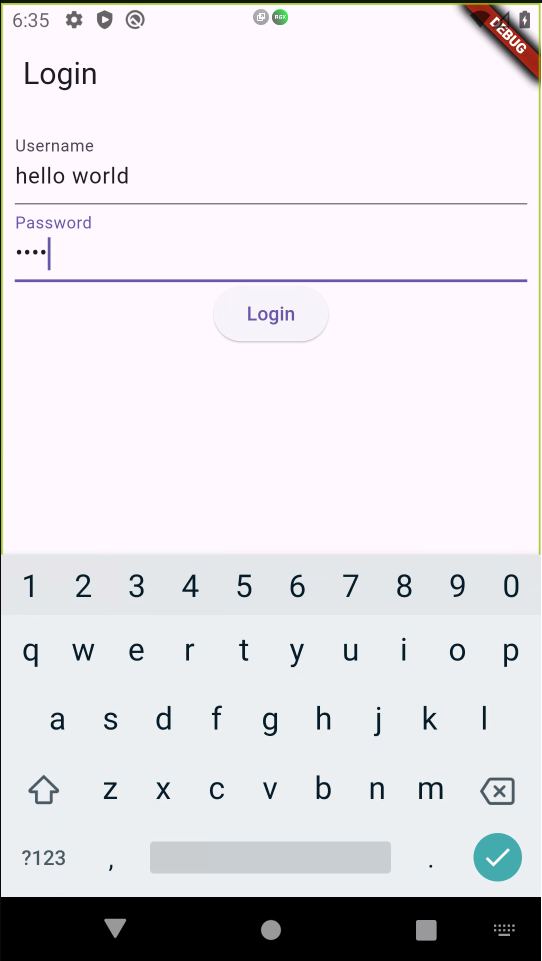 6:35
DEBUG
Login
Username
hello world
Password
••••
Login
1 2 3 4 5 6 7 8 9 0
q w e r t y u i o p
a s d f g h j k l
z x c v b n m
?123 , .